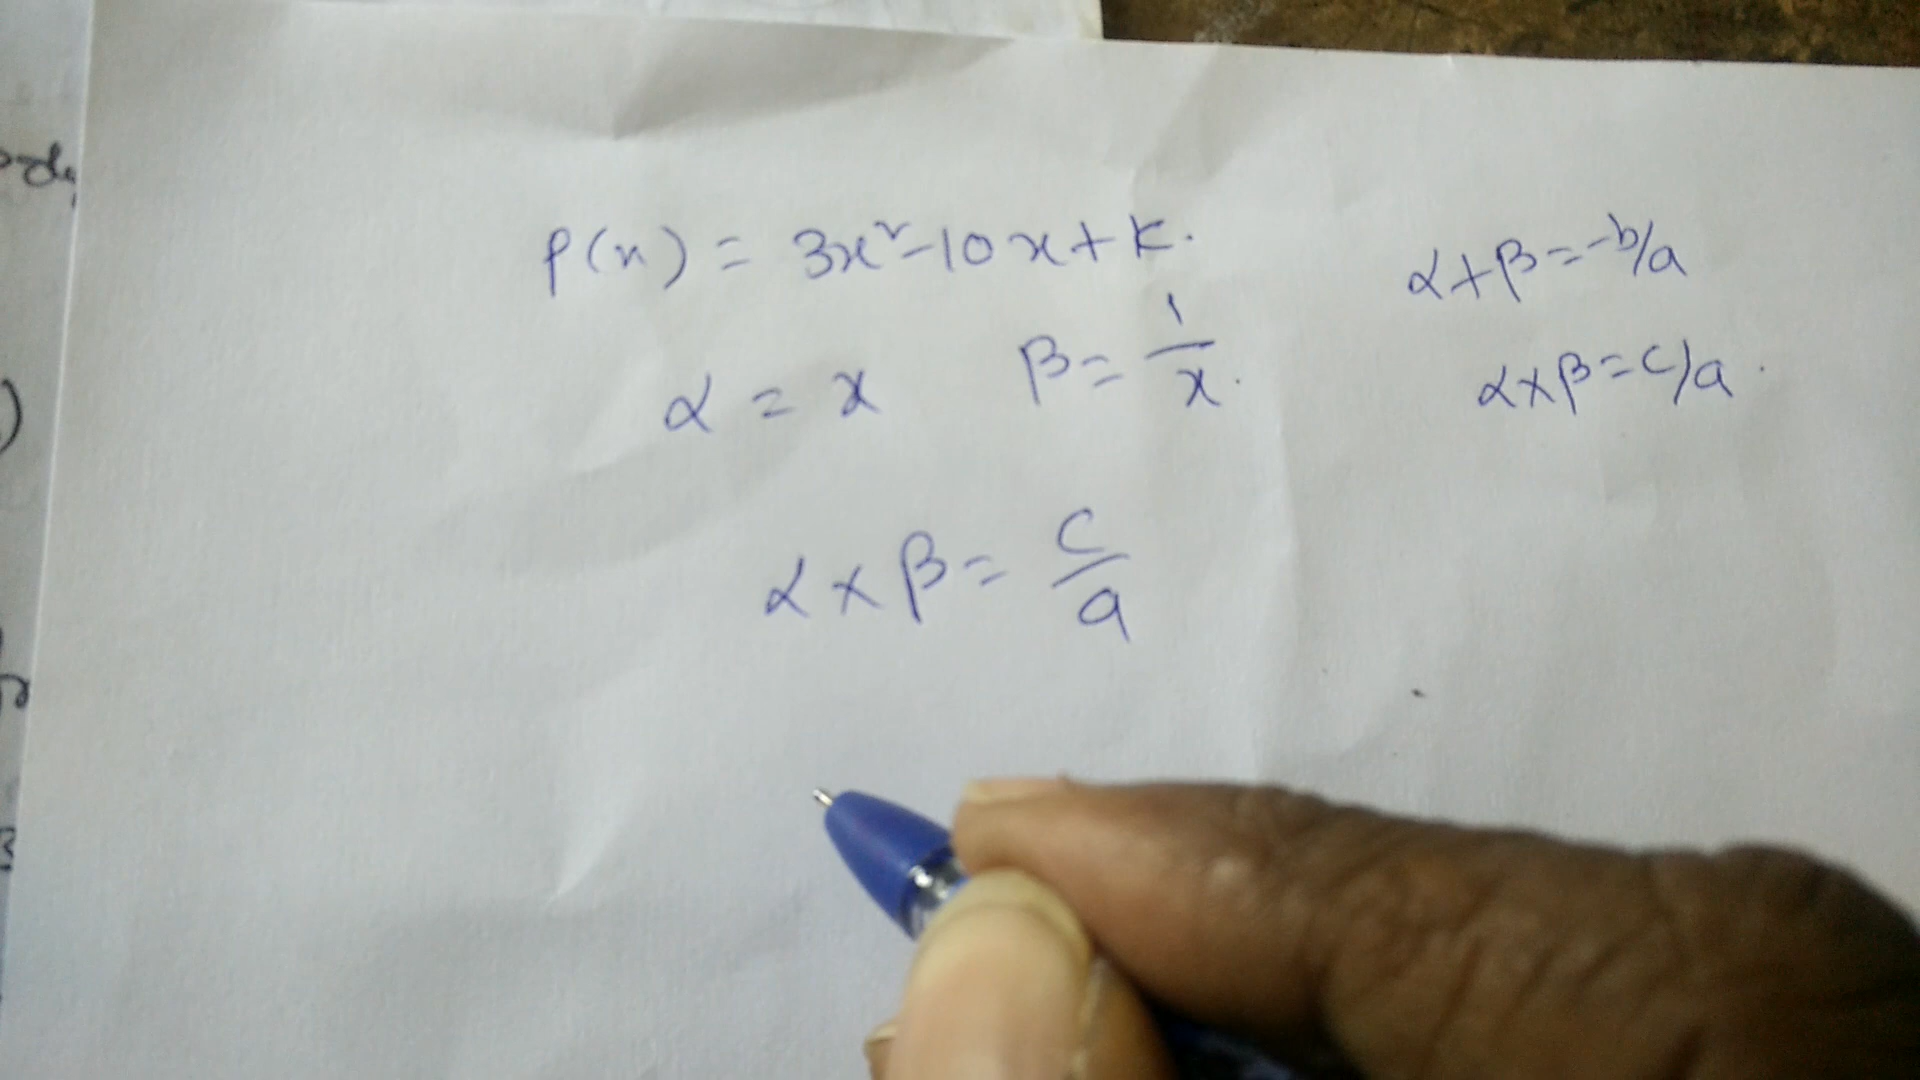 P(x) = 3x²-10x+k.
α+β=-b/a
α = x β= 1/x.
α×β=c/a.
α×β= c/a